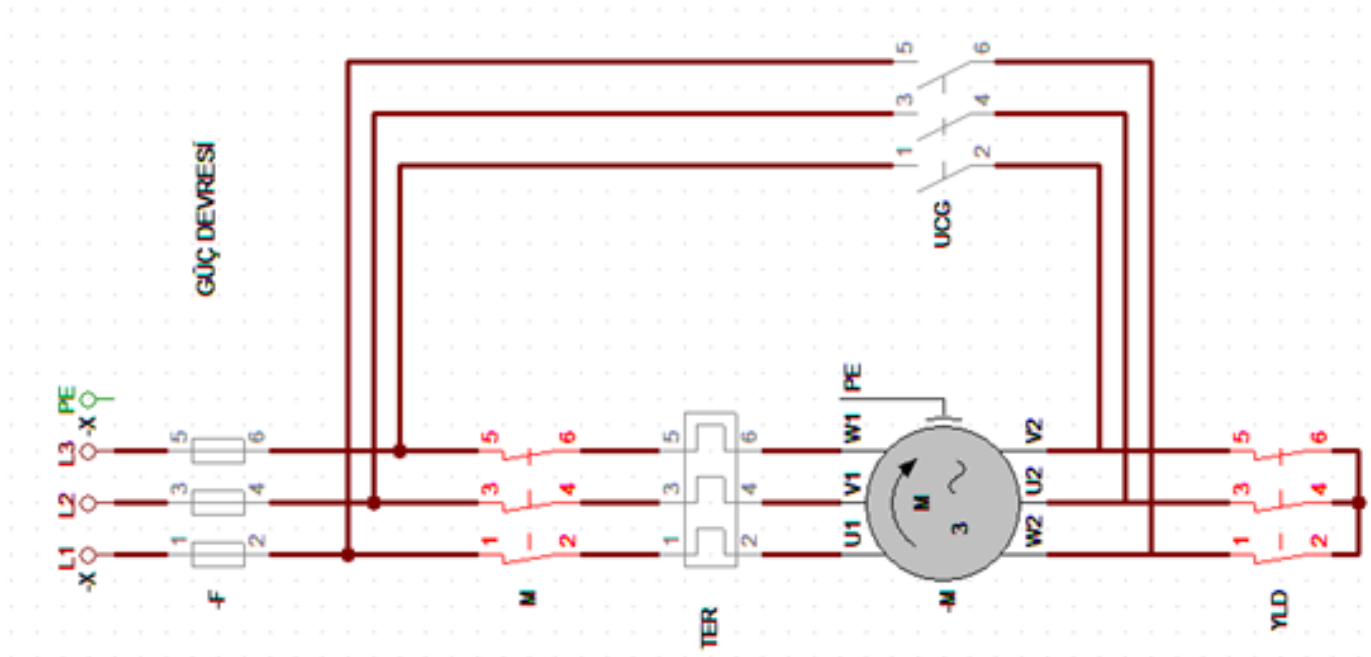 L1 L2 L3 PE
-X -X
1 3 5
GÜÇ DEVRESİ
-F
2 4 6
1 3 5
M
2 4 6
1 3 5
TER
2 4 6
U1 V1 W1 PE
1 3 5
M
-M UCG
3 ~
2 4 6
W2 U2 V2
1 3 5
YLD
2 4 6